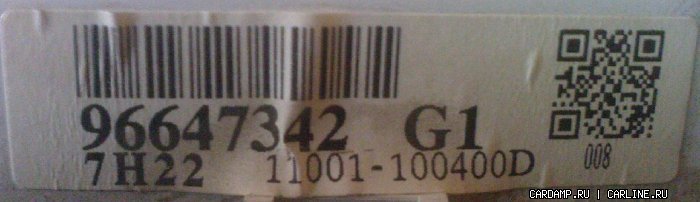 96647342 G1
7H22 11001-100400D
008
CARDAMP.RU | CARLINE.RU